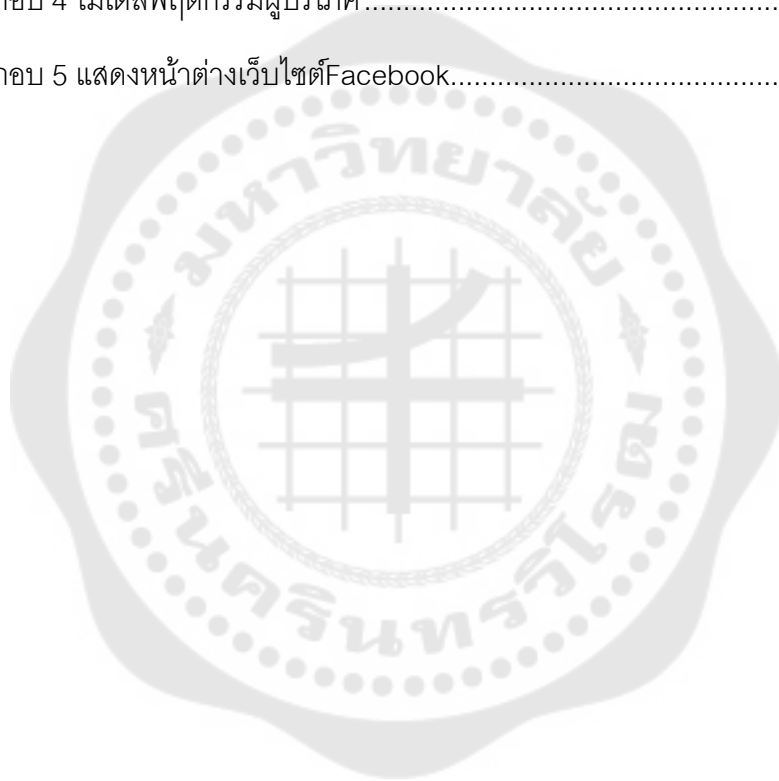 กอบ 4 โมเดลพฤติกรรมผู้บริโภค ................................................
กอบ 5 แสดงหน้าต่างเว็บไซต์Facebook.......................................
มหาวิทยาลัย
ศรีนครินทรวิโรฒ